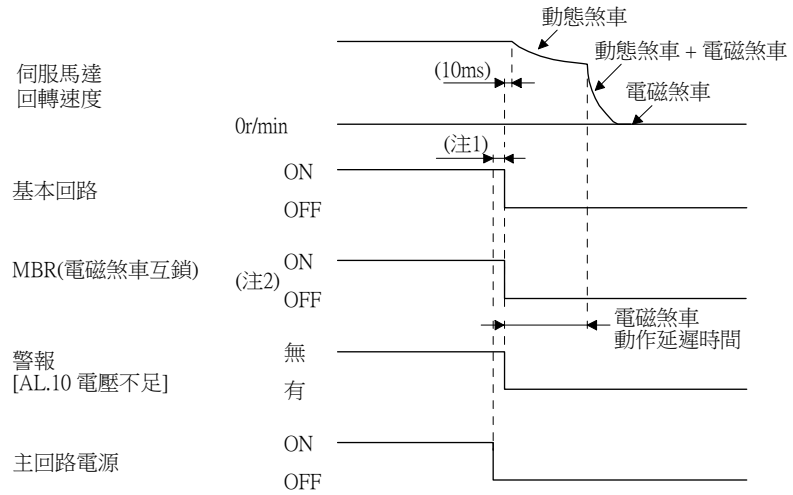 動態煞車
動態煞車 + 電磁煞車
電磁煞車
(10ms)
伺服馬達
回轉速度
0r/min
(注1)
基本回路
ON
OFF
MBR(電磁煞車互鎖)
(注2)
ON
OFF
電磁煞車
動作延遲時間
警報
[AL.10 電壓不足]
無
有
主回路電源
ON
OFF